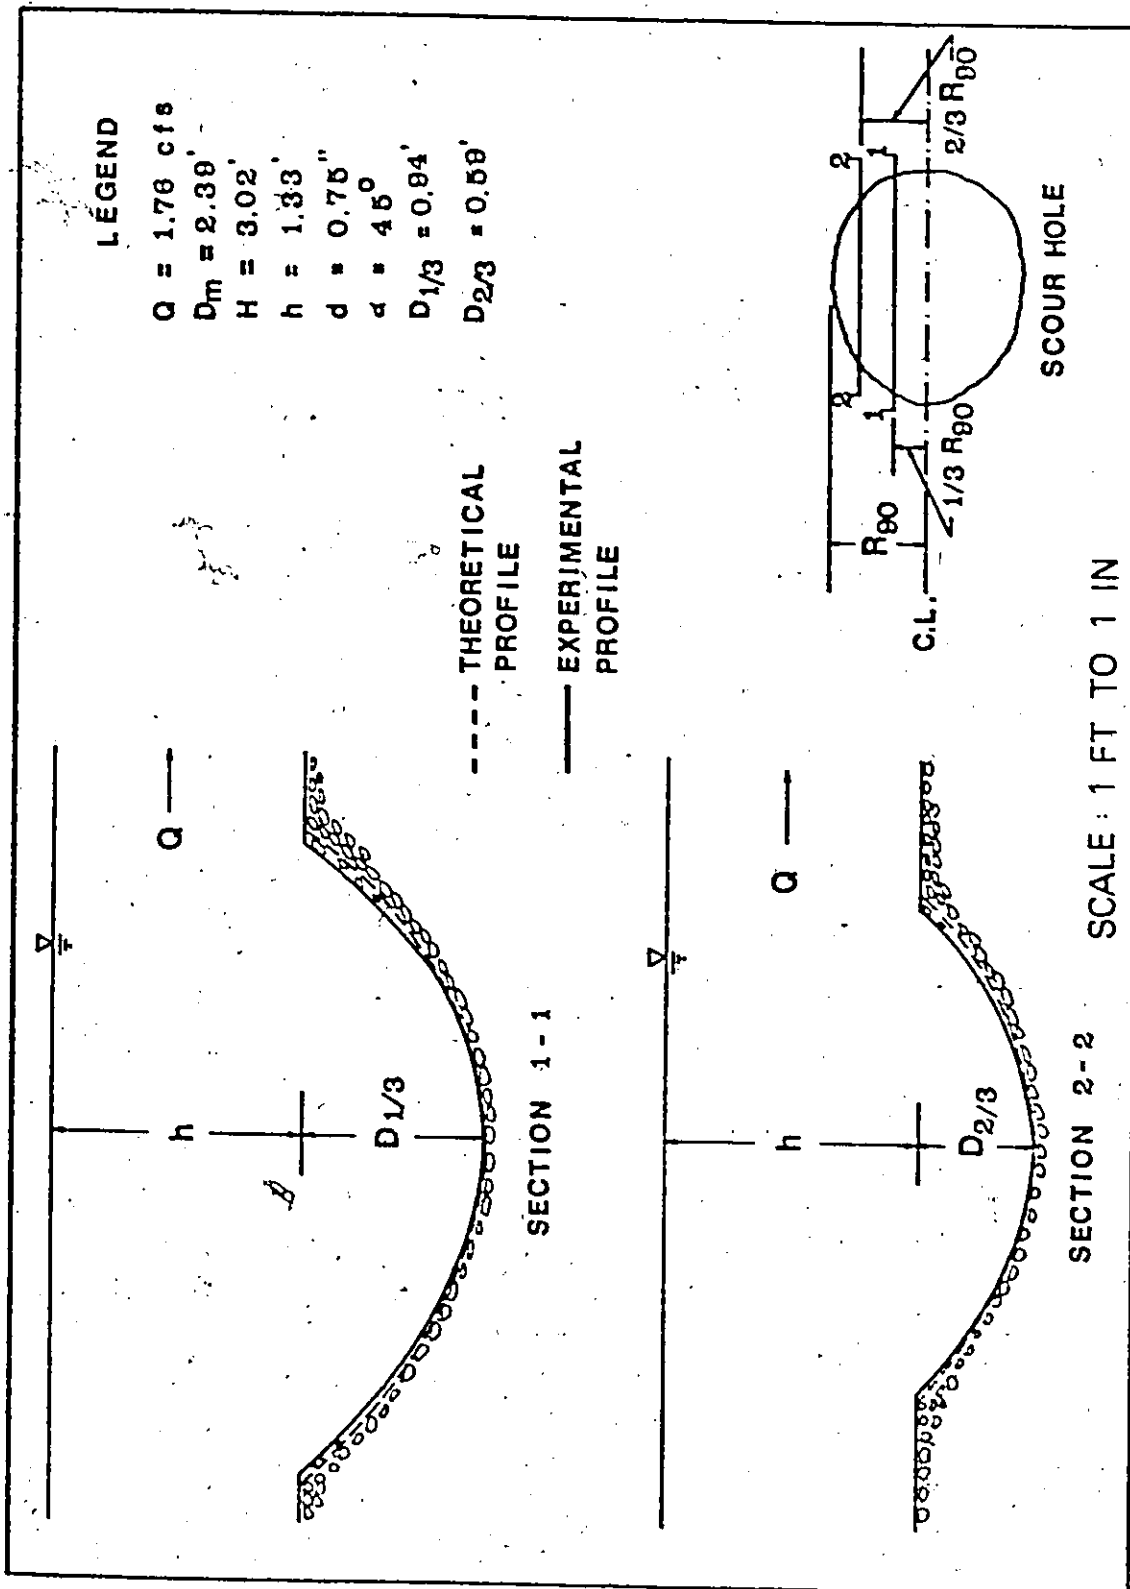 LEGEND
Q = 1.76 cfs
Dm = 2.39'
H = 3.02'
h = 1.33'
d = 0.75"
α = 45°
D1/3 = 0.94'
D2/3 = 0.59'
Q
h
D1/3
SECTION 1-1
---- THEORETICAL
PROFILE
EXPERIMENTAL
PROFILE
Q
h
D2/3
SECTION 2-2
2 2
1 1
R90
C.L.
1/3 R90
2/3 R90
SCOUR HOLE
SCALE : 1 FT TO 1 IN